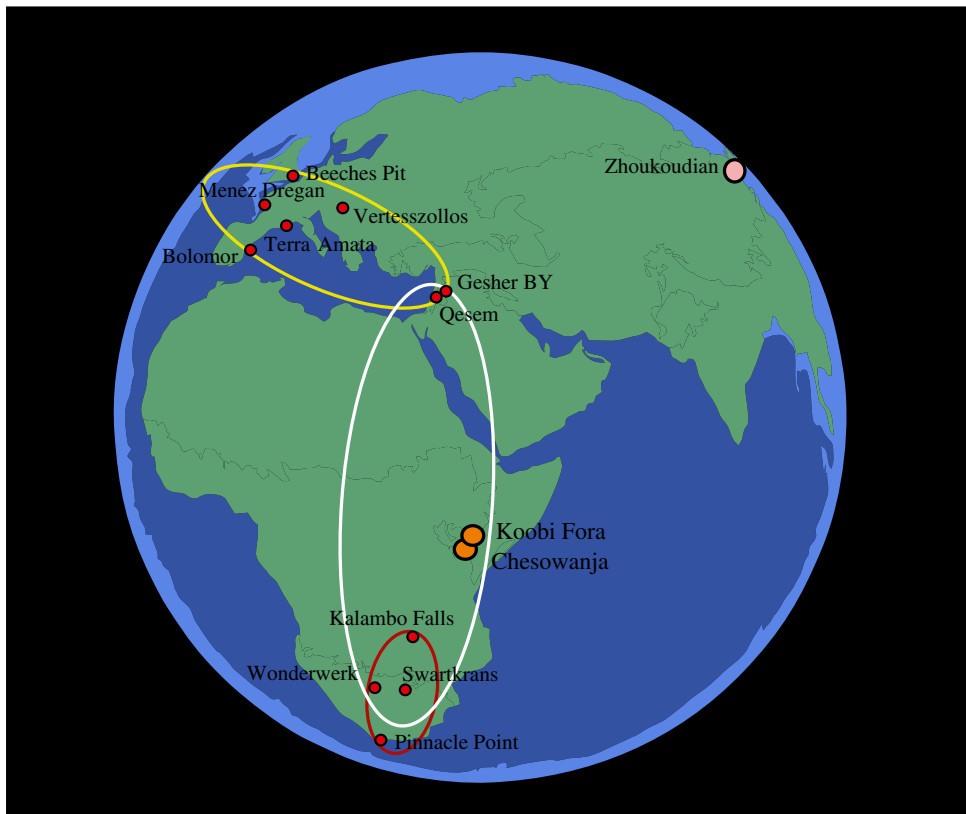 Zhoukoudian
Beeches Pit
Menez Dregan
Vertesszollos
Terra Amata
Bolomor
Gesher BY
Qesem
Koobi Fora
Chesowanja
Kalambo Falls
Wonderwerk
Swartkrans
Pinnacle Point